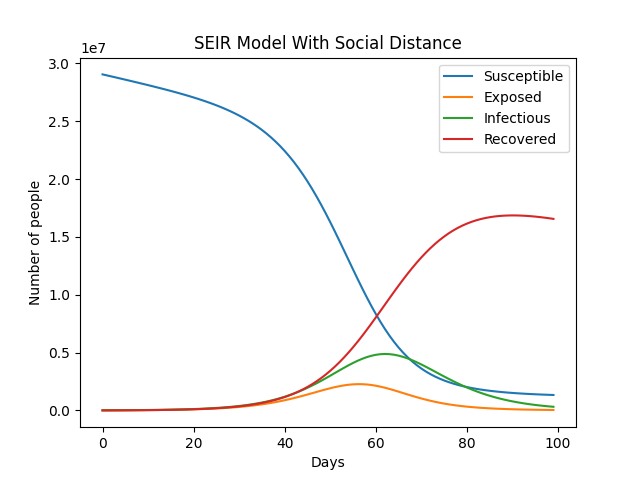 SEIR Model With Social Distance
1e7
3.0
2.5
2.0
1.5
1.0
0.5
0.0
Number of people
Susceptible
Exposed
Infectious
Recovered
0 20 40 60 80 100
Days